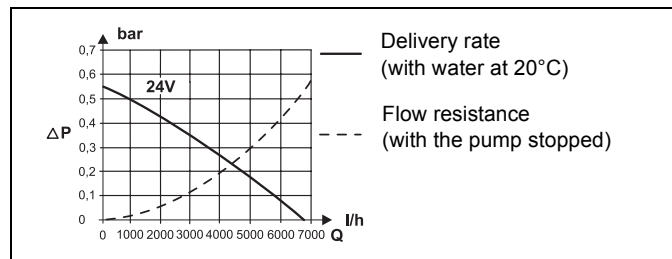 bar
0,7
0,6
0,5
0,4
0,3
0,2
0,1
0
△P
24V
0 1000 2000 3000 4000 5000 6000 7000
l/h
Q
Delivery rate
(with water at 20°C)
Flow resistance
(with the pump stopped)